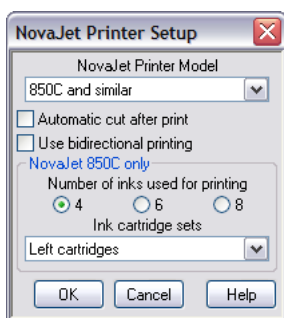 NovaJet Printer Setup
NovaJet Printer Model
850C and similar
Automatic cut after print
Use bidirectional printing
NovaJet 850C only
Number of inks used for printing
4 6 8
Ink cartridge sets
Left cartridges
OK Cancel Help